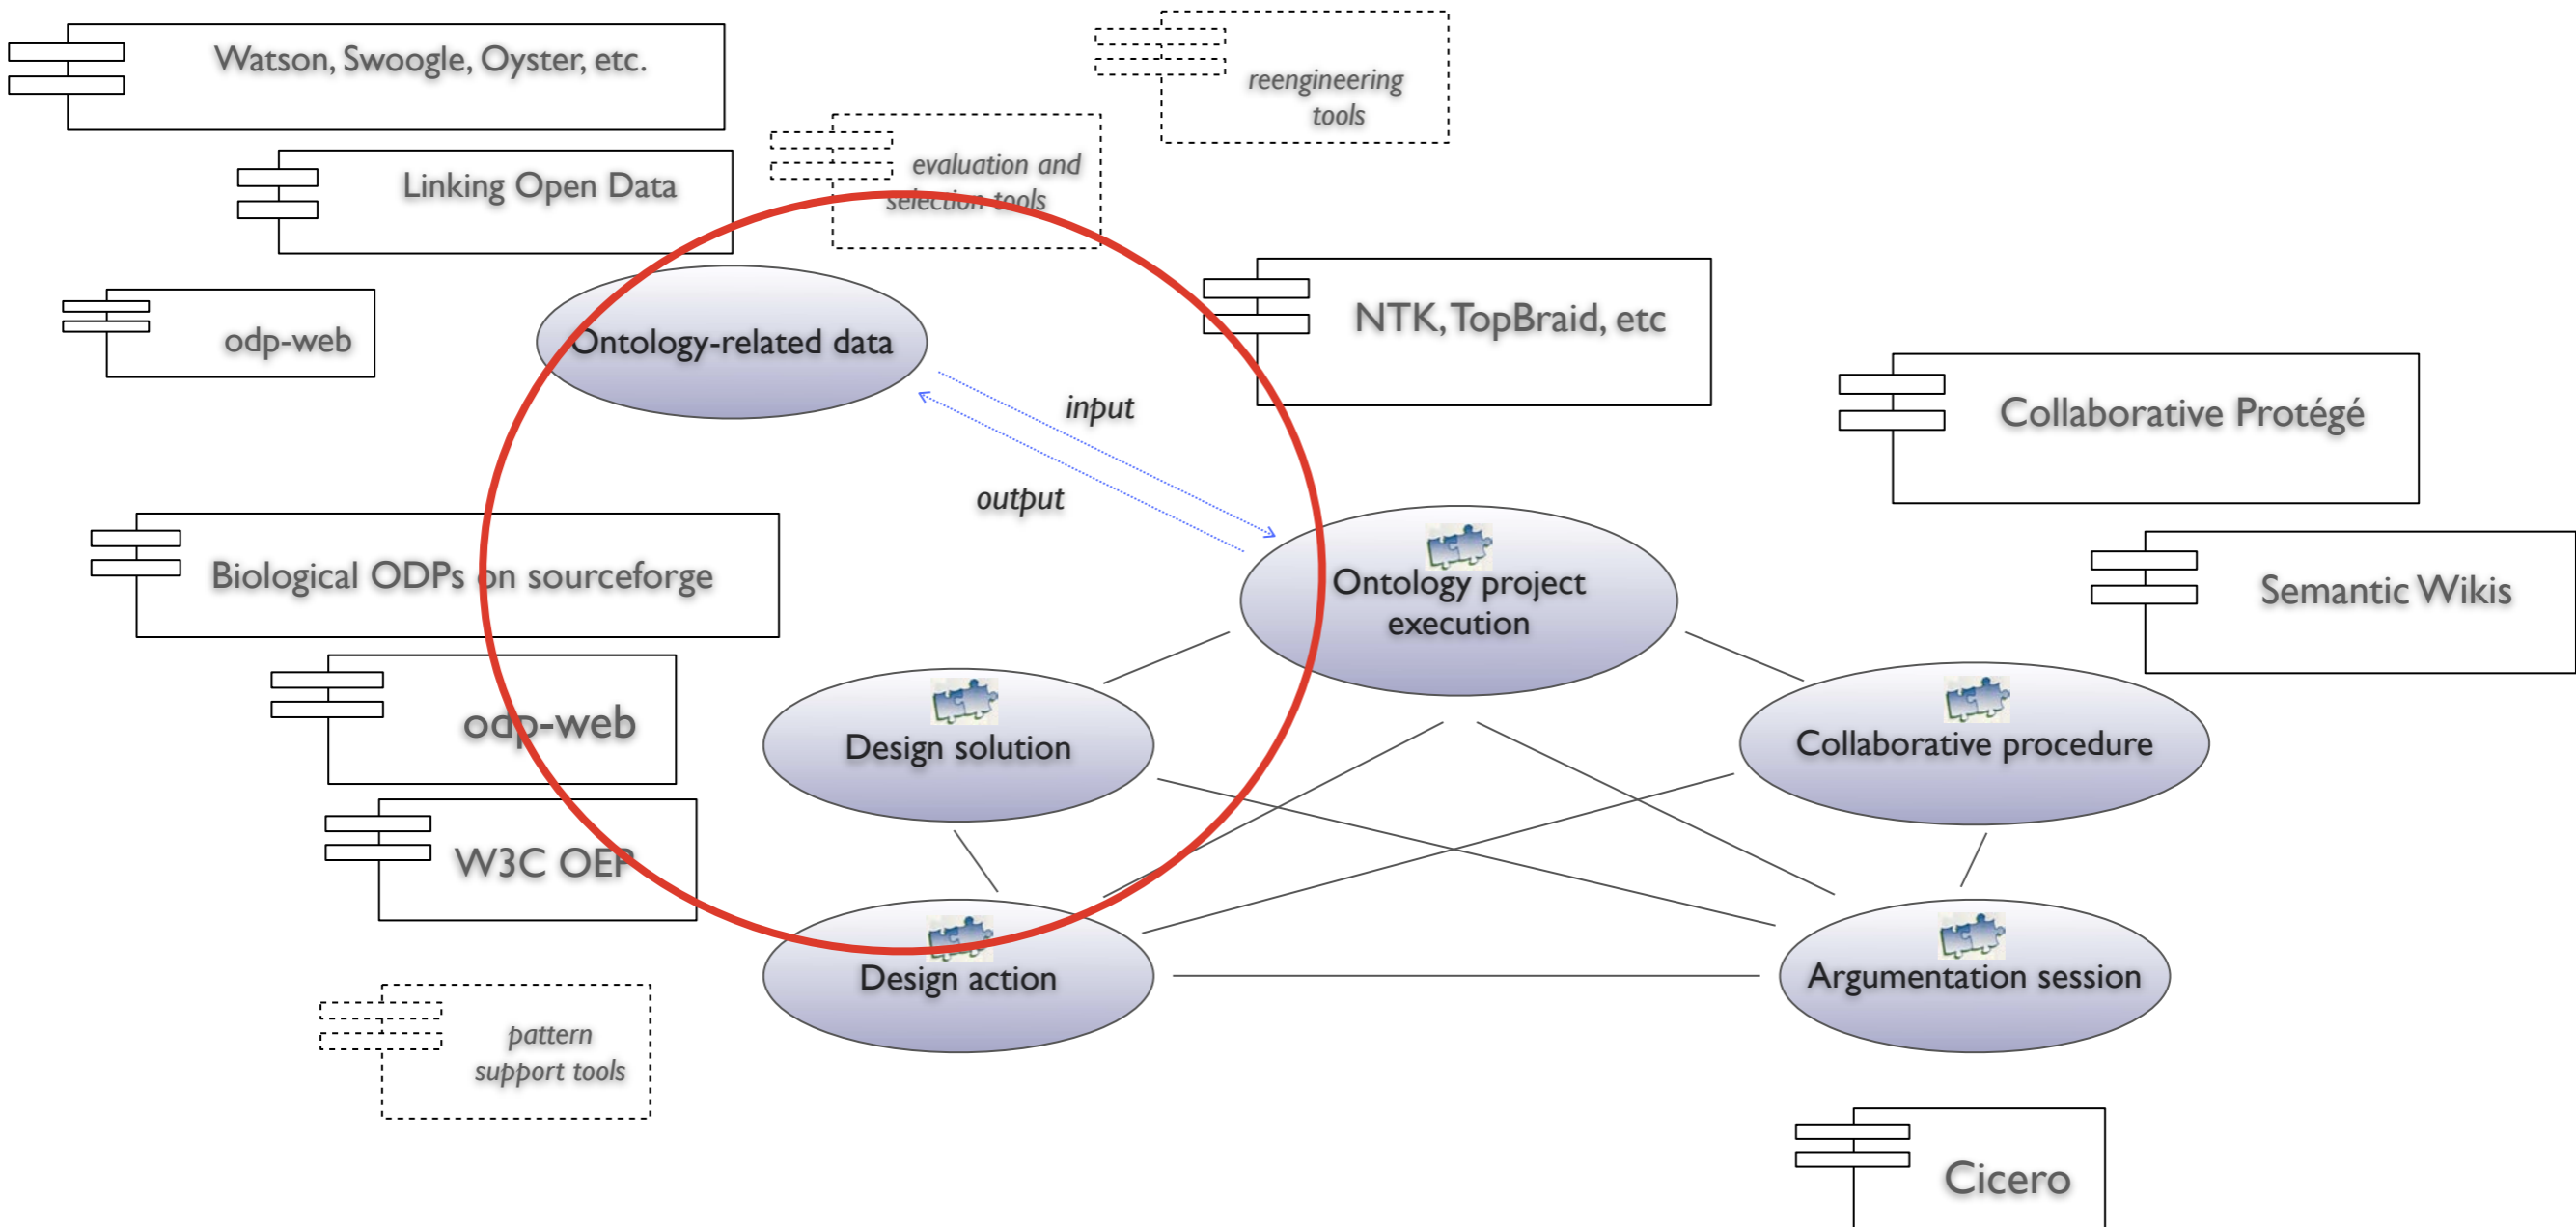 Watson, Swoogle, Oyster, etc.
reengineering
tools
evaluation and
selection tools
Linking Open Data
odp-web
Ontology-related data
NTK, TopBraid, etc
input
Collaborative Protégé
output
Biological ODPs on sourceforge
Ontology project
execution
Semantic Wikis
odp-web
Design solution
Collaborative procedure
W3C OEP
Design action
Argumentation session
pattern
support tools
Cicero